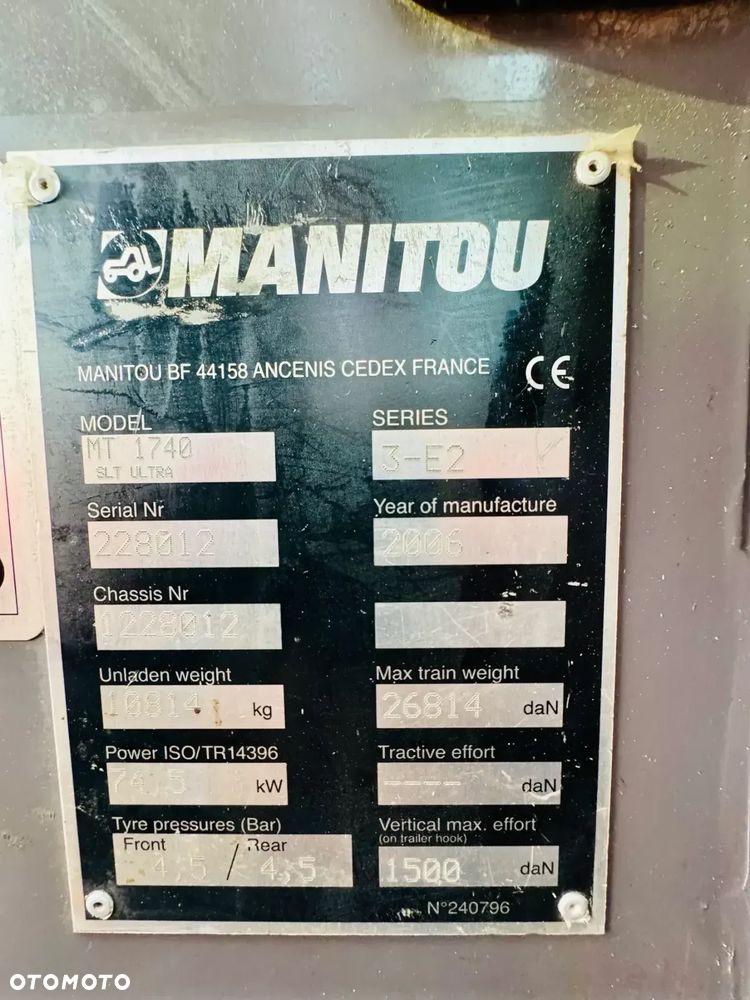 MANITOU
MANITOU BF 44158 ANCENIS CEDEX FRANCE CE
MODEL
MT 1740
SLT ULTRA
SERIES
3-E2
Serial Nr
228012
Year of manufacture
2006
Chassis Nr
1228012
Unladen weight
10814 kg
Max train weight
26814 daN
Power ISO/TR14396
74,5 kW
Tractive effort
---- daN
Tyre pressures (Bar)
Front / Rear
4,5 4,5
Vertical max. effort
(on trailer hook)
1500 daN
N°240796
OTOMOTO